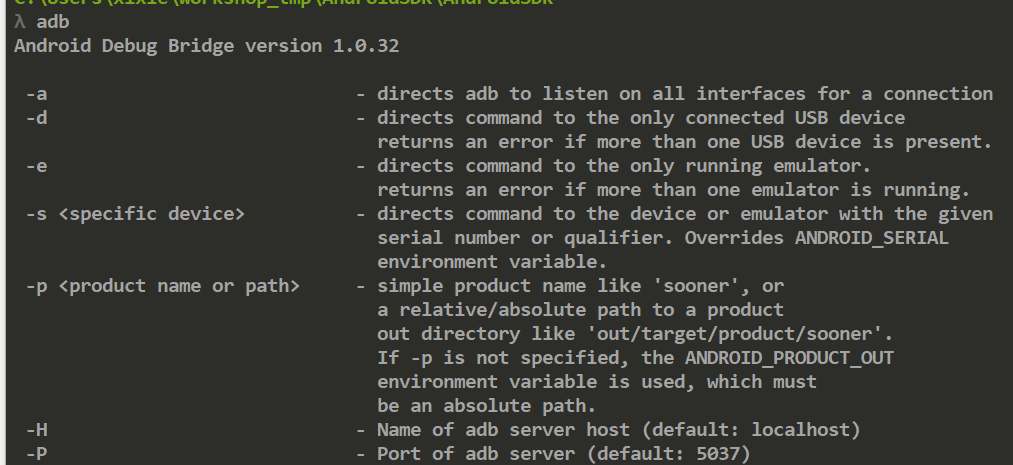 C:\Users\xixie\workshop_tmp\AndroidSDK\AndroidSDK
λ adb
Android Debug Bridge version 1.0.32
-a - directs adb to listen on all interfaces for a connection
-d - directs command to the only connected USB device
returns an error if more than one USB device is present.
-e - directs command to the only running emulator.
returns an error if more than one emulator is running.
-s <specific device> - directs command to the device or emulator with the given
serial number or qualifier. Overrides ANDROID_SERIAL
environment variable.
-p <product name or path> - simple product name like 'sooner', or
a relative/absolute path to a product
out directory like 'out/target/product/sooner'.
If -p is not specified, the ANDROID_PRODUCT_OUT
environment variable is used, which must
be an absolute path.
-H - Name of adb server host (default: localhost)
-P - Port of adb server (default: 5037)